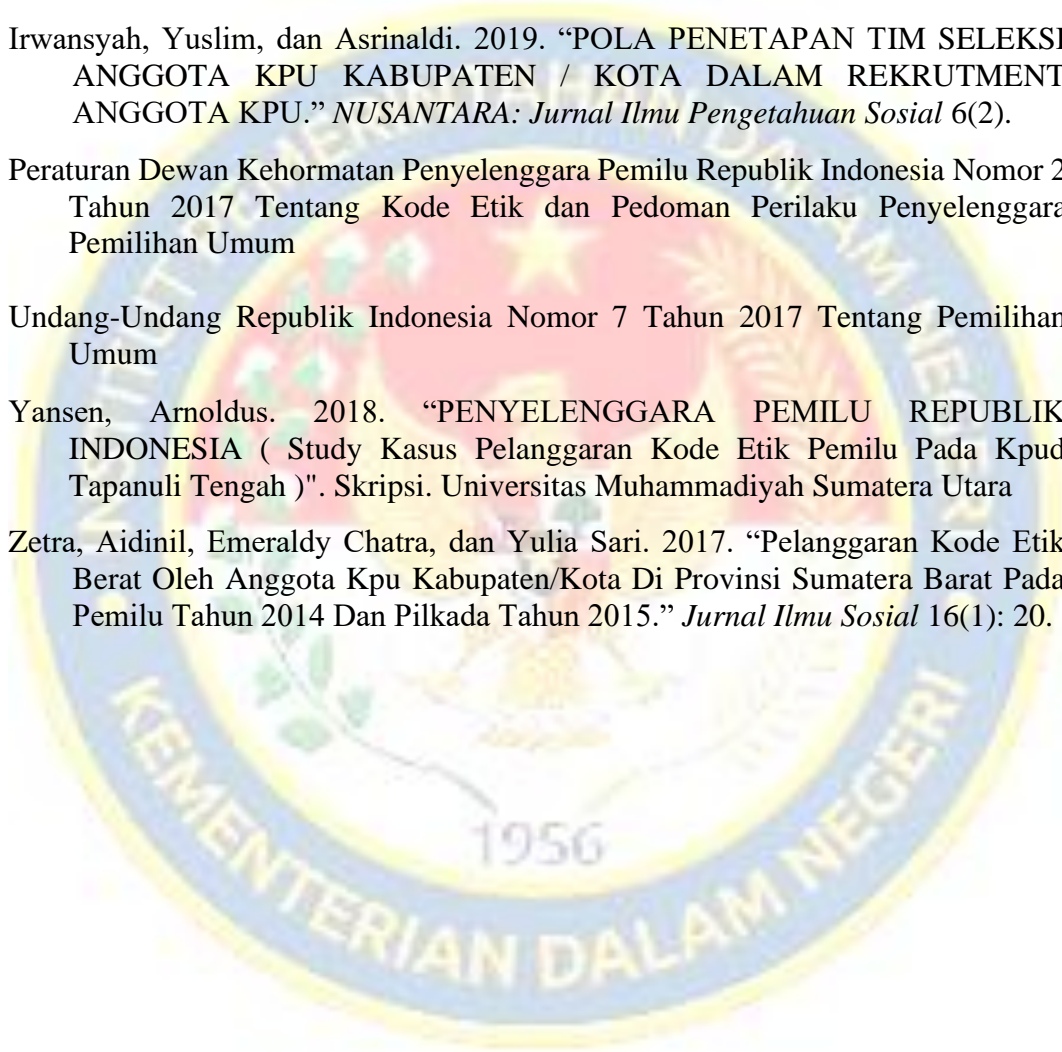 Irwansyah, Yuslim, dan Asrinaldi. 2019. “POLA PENETAPAN TIM SELEKSI
ANGGOTA KPU KABUPATEN / KOTA DALAM REKRUTMENT
ANGGOTA KPU.” NUSANTARA: Jurnal Ilmu Pengetahuan Sosial 6(2).
Peraturan Dewan Kehormatan Penyelenggara Pemilu Republik Indonesia Nomor 2
Tahun 2017 Tentang Kode Etik dan Pedoman Perilaku Penyelenggara
Pemilihan Umum
Undang-Undang Republik Indonesia Nomor 7 Tahun 2017 Tentang Pemilihan
Umum
Yansen, Arnoldus. 2018. “PENYELENGGARA PEMILU REPUBLIK
INDONESIA ( Study Kasus Pelanggaran Kode Etik Pemilu Pada Kpud
Tapanuli Tengah )". Skripsi. Universitas Muhammadiyah Sumatera Utara
Zetra, Aidinil, Emeraldy Chatra, dan Yulia Sari. 2017. “Pelanggaran Kode Etik
Berat Oleh Anggota Kpu Kabupaten/Kota Di Provinsi Sumatera Barat Pada
Pemilu Tahun 2014 Dan Pilkada Tahun 2015.” Jurnal Ilmu Sosial 16(1): 20.
INSTITUT PEMERINTAHAN DALAM NEGERI
1956
KEMENTERIAN DALAM NEGERI